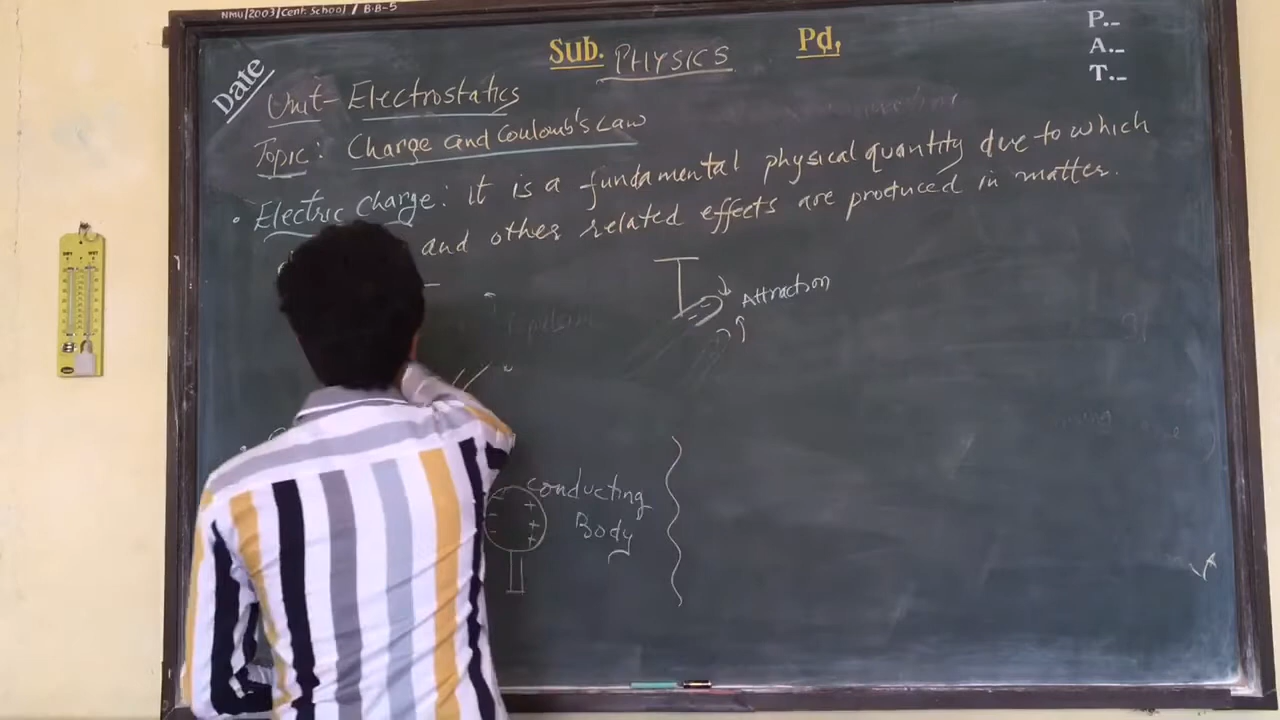 NMU/2003/Cent. School / B.B-5
Date
Sub. PHYSICS
Pd,
P.-
A.-
T.-
Unit- Electrostatics
Topic: Charge and Coulomb's Law
• Electric Charge: it is a fundamental physical quantity due to which
and other related effects are produced in matter.
Attraction
conducting
Body